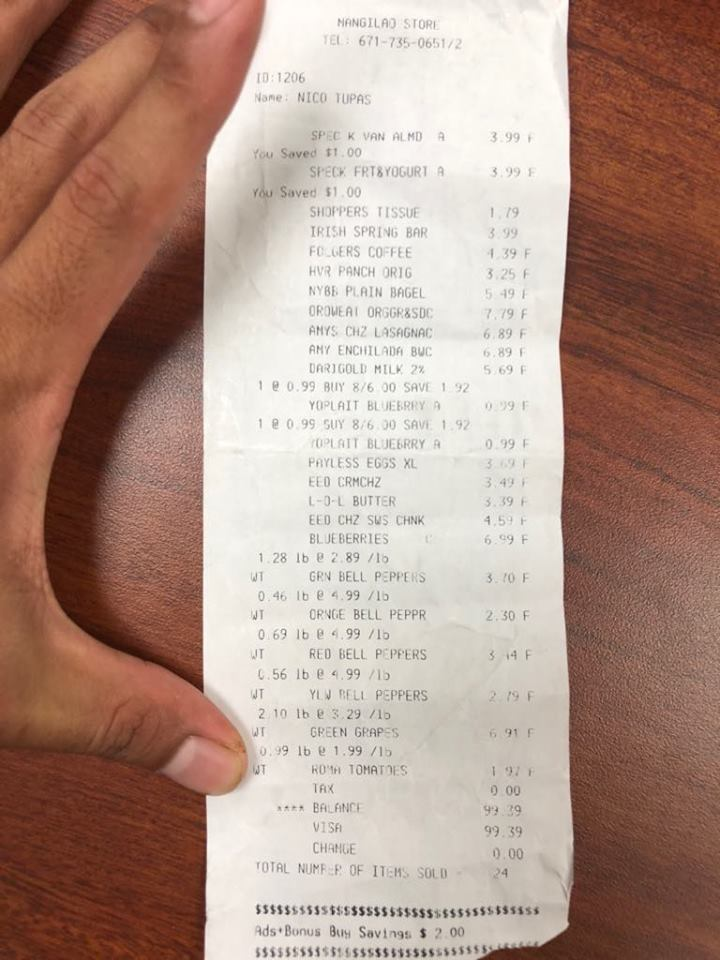 MANGILAO STORE
TEL: 671-735-0651/2
ID:1206
Name: NICO TUPAS
SPEC K VAN ALMD A 3.99 F
You Saved $1.00
SPECK FRT&YOGURT A 3.99 F
You Saved $1.00
SHOPPERS TISSUE 1.79
IRISH SPRING BAR 3.99
FOLGERS COFFEE 4.39 F
HVR RANCH ORIG 3.25 F
NYBB PLAIN BAGEL 5.49 F
OROWEAT ORGGR&SDC 7.79 F
AMYS CHZ LASAGNAC 6.89 F
AMY ENCHILADA BWC 6.89 F
DARIGOLD MILK 2% 5.69 F
1 @ 0.99 BUY 8/6.00 SAVE 1.92
YOPLAIT BLUEBRRY A 0.99 F
1 @ 0.99 BUY 8/6.00 SAVE 1.92
YOPLAIT BLUEBRRY A 0.99 F
PAYLESS EGGS XL 3.69 F
EED CRMCHZ 3.49 F
L-O-L BUTTER 3.39 F
EED CHZ SWS CHNK 4.59 F
BLUEBERRIES C 6.99 F
1.28 lb @ 2.89 /lb
WT GRN BELL PEPPERS 3.70 F
0.46 lb @ 4.99 /lb
WT ORNGE BELL PEPPR 2.30 F
0.69 lb @ 4.99 /lb
WT RED BELL PEPPERS 3.44 F
0.56 lb @ 4.99 /lb
WT YLW BELL PEPPERS 2.79 F
2.10 lb @ 3.29 /lb
WT GREEN GRAPES 6.91 F
0.99 lb @ 1.99 /lb
WT ROMA TOMATOES 1.97 F
TAX 0.00
**** BALANCE 99.39
VISA 99.39
CHANGE 0.00
TOTAL NUMBER OF ITEMS SOLD = 24
$$$$$$$$$$$$$$$$$$$$$$$$$$$$$$$$$$$$$$
Ads+Bonus Buy Savings $ 2.00
$$$$$$$$$$$$$$$$$$$$$$$$$$$$$$$$$$$$$$